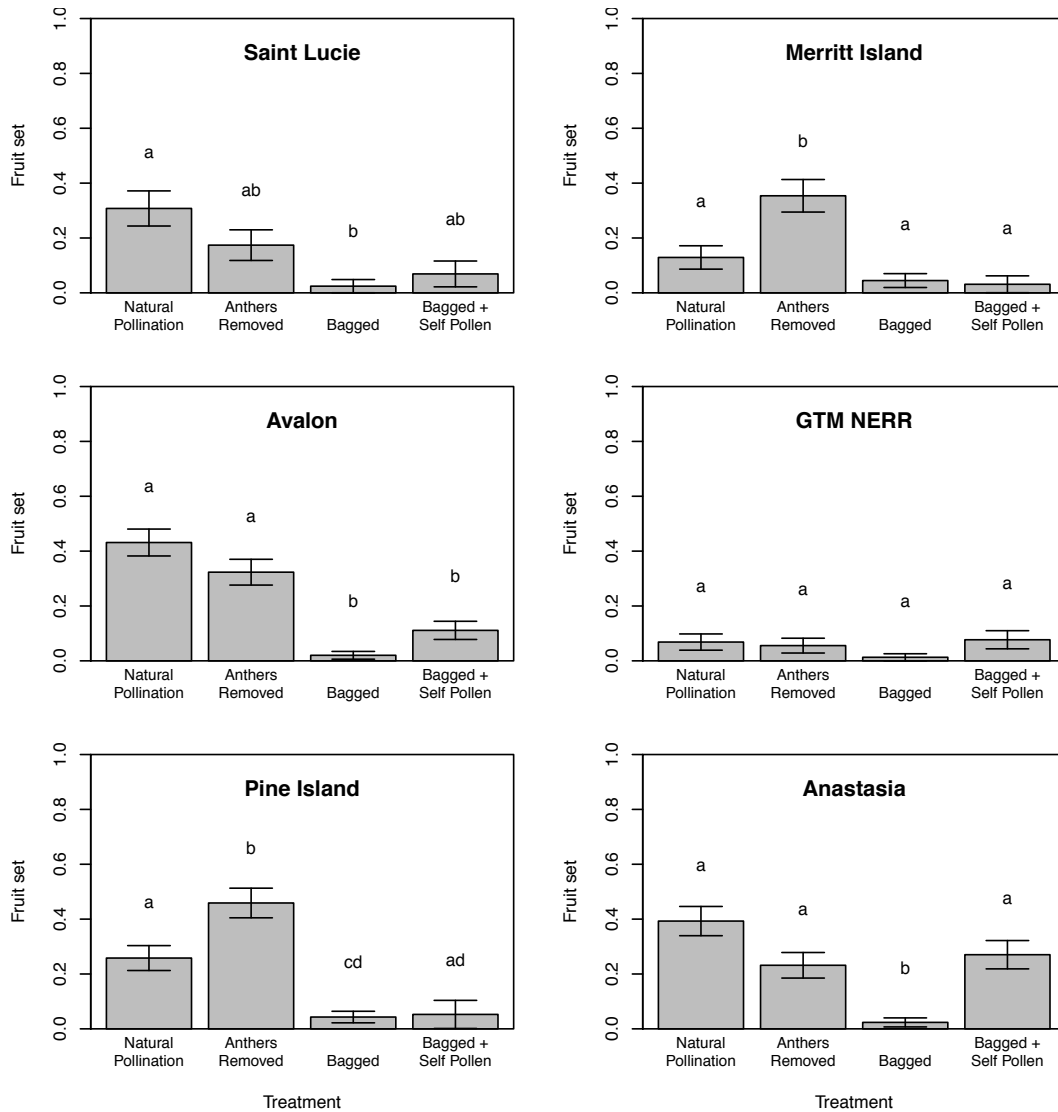 Saint Lucie
Fruit set
1.0
0.8
0.6
0.4
0.2
0.0
a
ab
b
ab
Natural
Pollination
Anthers
Removed
Bagged
Bagged +
Self Pollen
Merritt Island
Fruit set
1.0
0.8
0.6
0.4
0.2
0.0
a
b
a
a
Natural
Pollination
Anthers
Removed
Bagged
Bagged +
Self Pollen
Avalon
Fruit set
1.0
0.8
0.6
0.4
0.2
0.0
a
a
b
b
Natural
Pollination
Anthers
Removed
Bagged
Bagged +
Self Pollen
GTM NERR
Fruit set
1.0
0.8
0.6
0.4
0.2
0.0
a
a
a
a
Natural
Pollination
Anthers
Removed
Bagged
Bagged +
Self Pollen
Pine Island
Fruit set
1.0
0.8
0.6
0.4
0.2
0.0
a
b
cd
ad
Natural
Pollination
Anthers
Removed
Bagged
Bagged +
Self Pollen
Treatment
Anastasia
Fruit set
1.0
0.8
0.6
0.4
0.2
0.0
a
a
b
a
Natural
Pollination
Anthers
Removed
Bagged
Bagged +
Self Pollen
Treatment